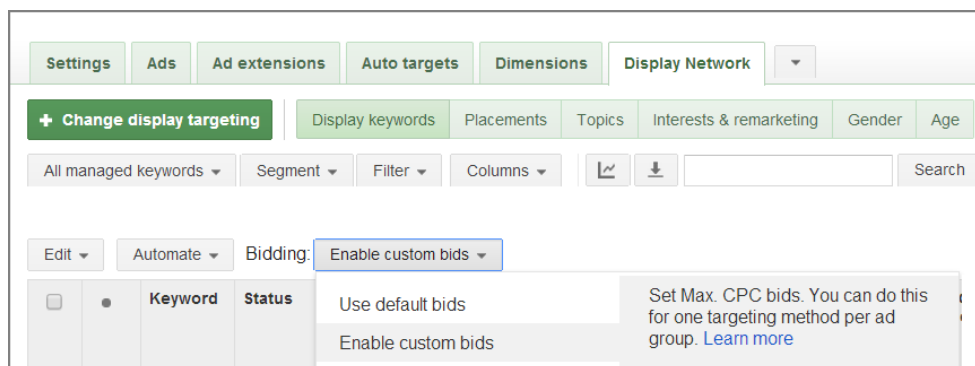 Settings Ads Ad extensions Auto targets Dimensions Display Network
+ Change display targeting Display keywords Placements Topics Interests & remarketing Gender Age
All managed keywords Segment Filter Columns Search
Edit Automate Bidding: Enable custom bids
Keyword Status
Use default bids
Enable custom bids
Set Max. CPC bids. You can do this
for one targeting method per ad
group. Learn more